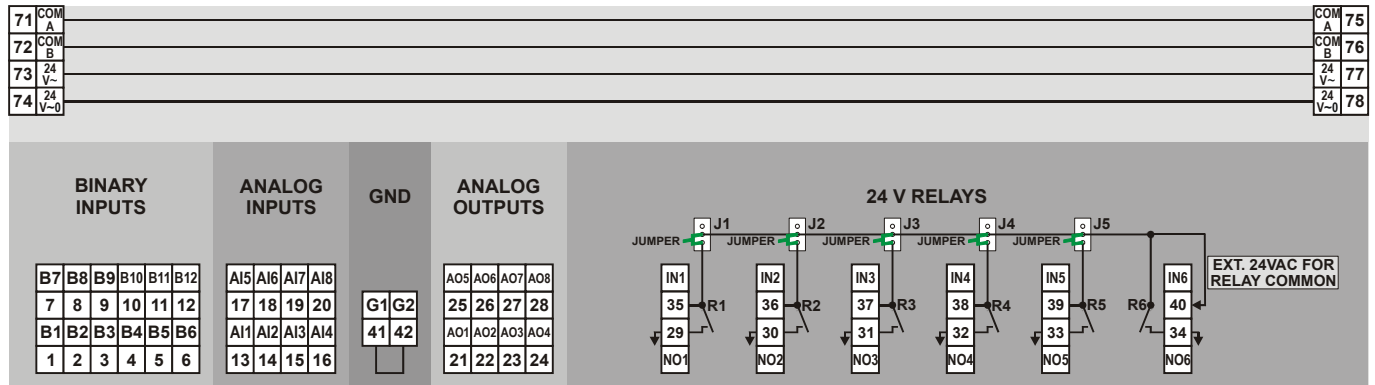 71 COM A COM A 75
72 COM B COM B 76
73 24 V~ 24 V~ 77
74 24 V~0 24 V~0 78
BINARY INPUTS
ANALOG INPUTS
GND
ANALOG OUTPUTS
24 V RELAYS
J1 J2 J3 J4 J5
JUMPER JUMPER JUMPER JUMPER JUMPER
EXT. 24VAC FOR
RELAY COMMON
B7 B8 B9 B10 B11 B12
7 8 9 10 11 12
B1 B2 B3 B4 B5 B6
1 2 3 4 5 6
AI5 AI6 AI7 AI8
17 18 19 20
AI1 AI2 AI3 AI4
13 14 15 16
G1 G2
41 42
AO5 AO6 AO7 AO8
25 26 27 28
AO1 AO2 AO3 AO4
21 22 23 24
IN1 IN2 IN3 IN4 IN5 IN6
35 R1 36 R2 37 R3 38 R4 39 R5 R6 40
29 30 31 32 33 34
NO1 NO2 NO3 NO4 NO5 NO6